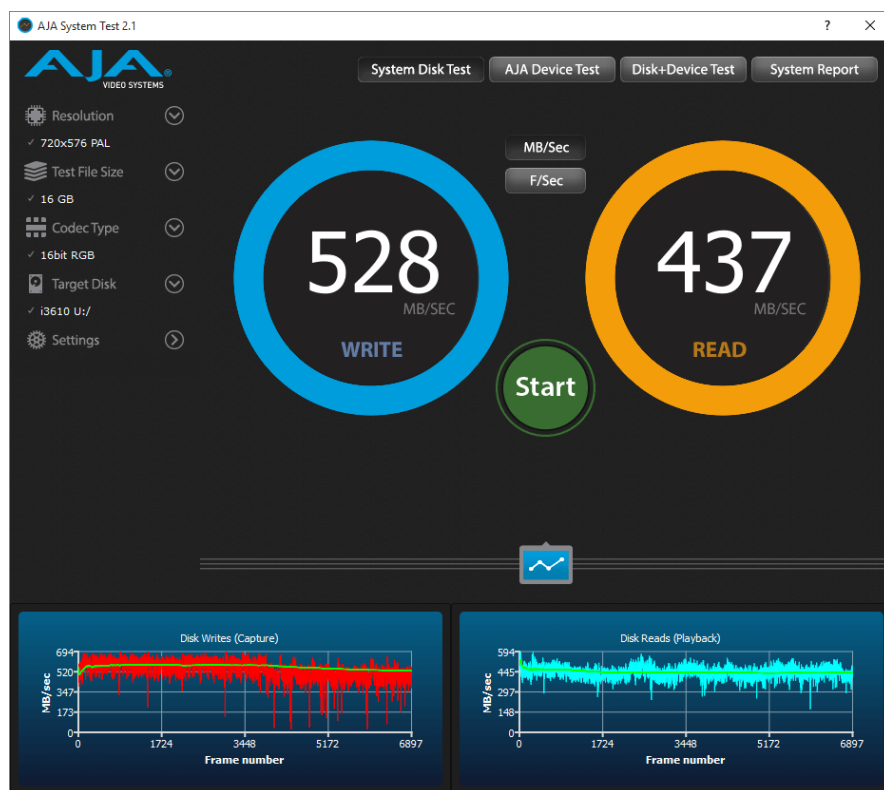 AJA System Test 2.1
? ×
AJA®
VIDEO SYSTEMS
System Disk Test
AJA Device Test
Disk+Device Test
System Report
Resolution
✓ 720x576 PAL
Test File Size
✓ 16 GB
Codec Type
✓ 16bit RGB
Target Disk
✓ i3610 U:/
Settings
MB/Sec
F/Sec
528
MB/SEC
WRITE
437
MB/SEC
READ
Start
Disk Writes (Capture)
MB/sec
694
520
347
173
0
0 1724 3448 5172 6897
Frame number
Disk Reads (Playback)
MB/sec
594
445
297
148
0
0 1724 3448 5172 6897
Frame number